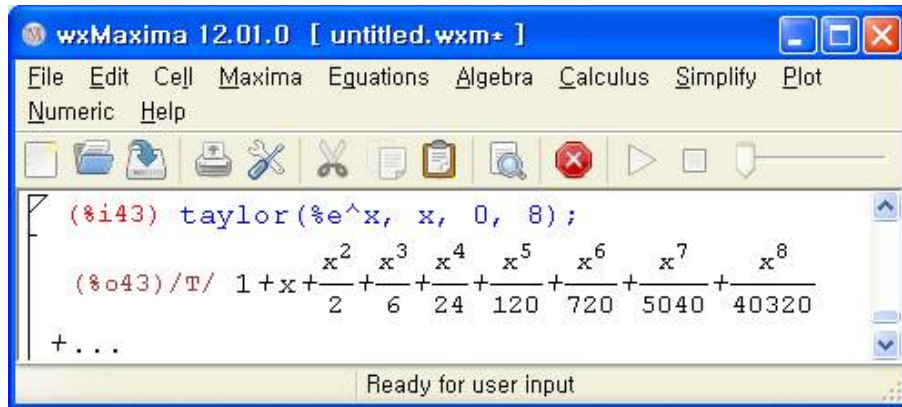 wxMaxima 12.01.0 [ untitled.wxm* ]
File Edit Cell Maxima Equations Algebra Calculus Simplify Plot
Numeric Help
(%i43) taylor(%e^x, x, 0, 8);
(%o43)/T/ 1+x+x^2/2+x^3/6+x^4/24+x^5/120+x^6/720+x^7/5040+x^8/40320
+...
Ready for user input